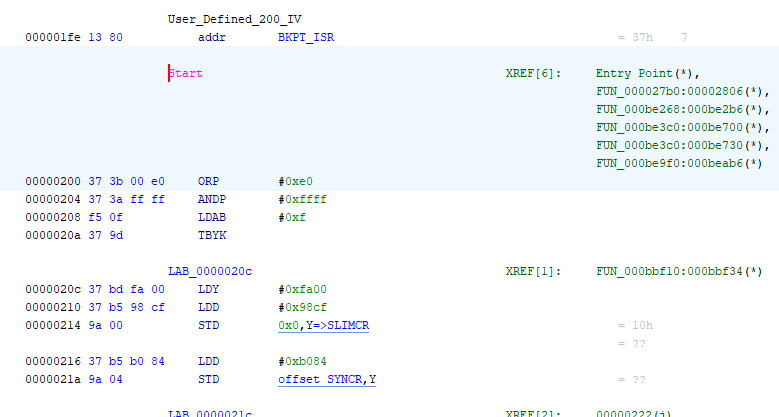 User_Defined_200_IV
000001fe 13 80 addr BKPT_ISR = 37h 7
Start XREF[6]: Entry Point(*),
FUN_000027b0:00002806(*),
FUN_000be268:000be2b6(*),
FUN_000be3c0:000be700(*),
FUN_000be3c0:000be730(*),
FUN_000be9f0:000beab6(*)
00000200 37 3b 00 e0 ORP #0xe0
00000204 37 3a ff ff ANDP #0xffff
00000208 f5 0f LDAB #0xf
0000020a 37 9d TBYK
LAB_0000020c XREF[1]: FUN_000bbf10:000bbf34(*)
0000020c 37 bd fa 00 LDY #0xfa00
00000210 37 b5 98 cf LDD #0x98cf
00000214 9a 00 STD 0x0,Y=>SLIMCR = 10h
= ??
00000216 37 b5 b0 84 LDD #0xb084
0000021a 9a 04 STD offset SYNCR,Y = ??
LAB_0000021c XREF[2]: 00000222(j)